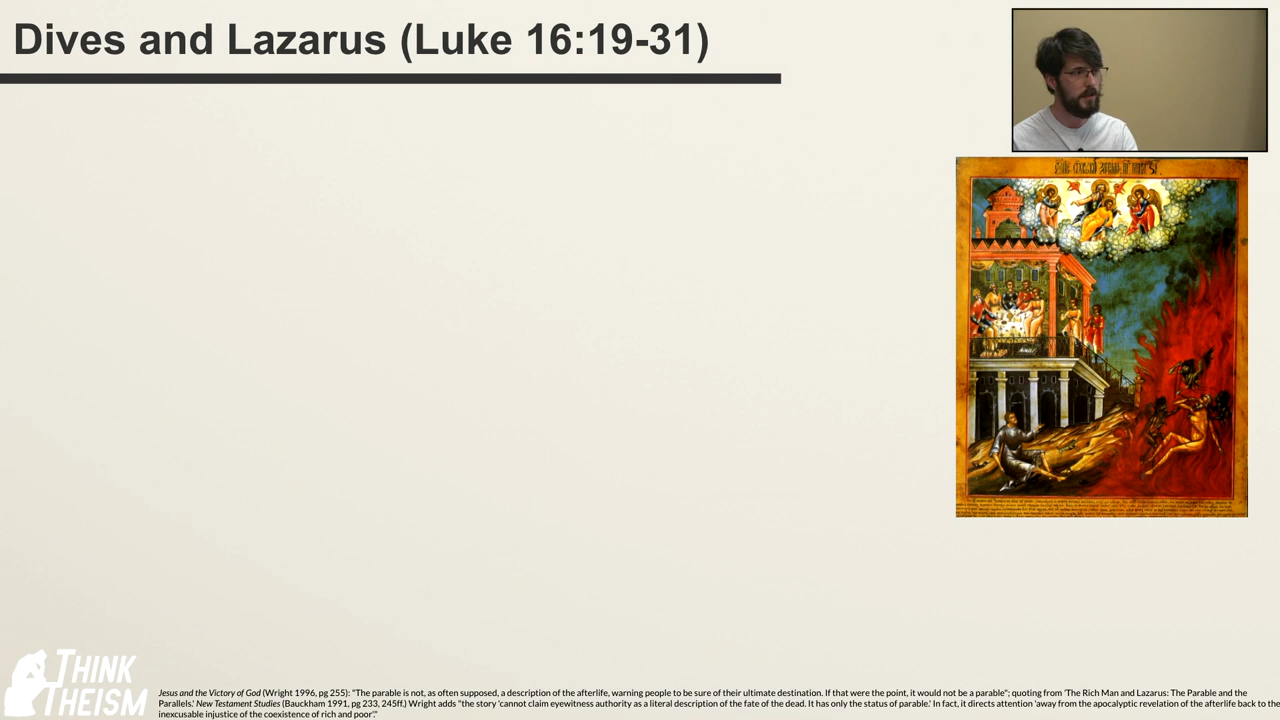 Dives and Lazarus (Luke 16:19-31)
THINK
THEISM
Jesus and the Victory of God (Wright 1996, pg 255): "The parable is not, as often supposed, a description of the afterlife, warning people to be sure of their ultimate destination. If that were the point, it would not be a parable"; quoting from 'The Rich Man and Lazarus: The Parable and the
Parallels.' New Testament Studies (Bauckham 1991, pg 233, 245ff.) Wright adds "the story 'cannot claim eyewitness authority as a literal description of the fate of the dead. It has only the status of parable.' In fact, it directs attention 'away from the apocalyptic revelation of the afterlife back to the
inexcusable injustice of the coexistence of rich and poor'."